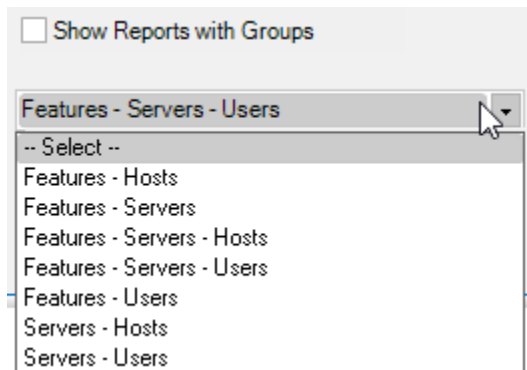 Show Reports with Groups
Features - Servers - Users
-- Select --
Features - Hosts
Features - Servers
Features - Servers - Hosts
Features - Servers - Users
Features - Users
Servers - Hosts
Servers - Users